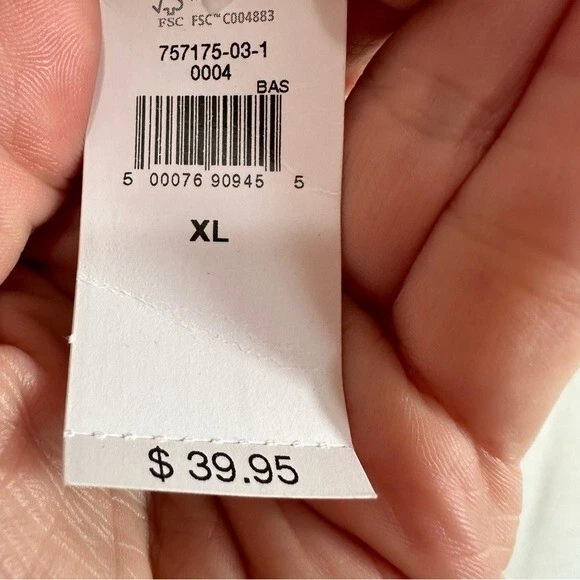 FSC FSC™ C004883
757175-03-1
0004
BAS
5 00076 90945 5
XL
$ 39.95